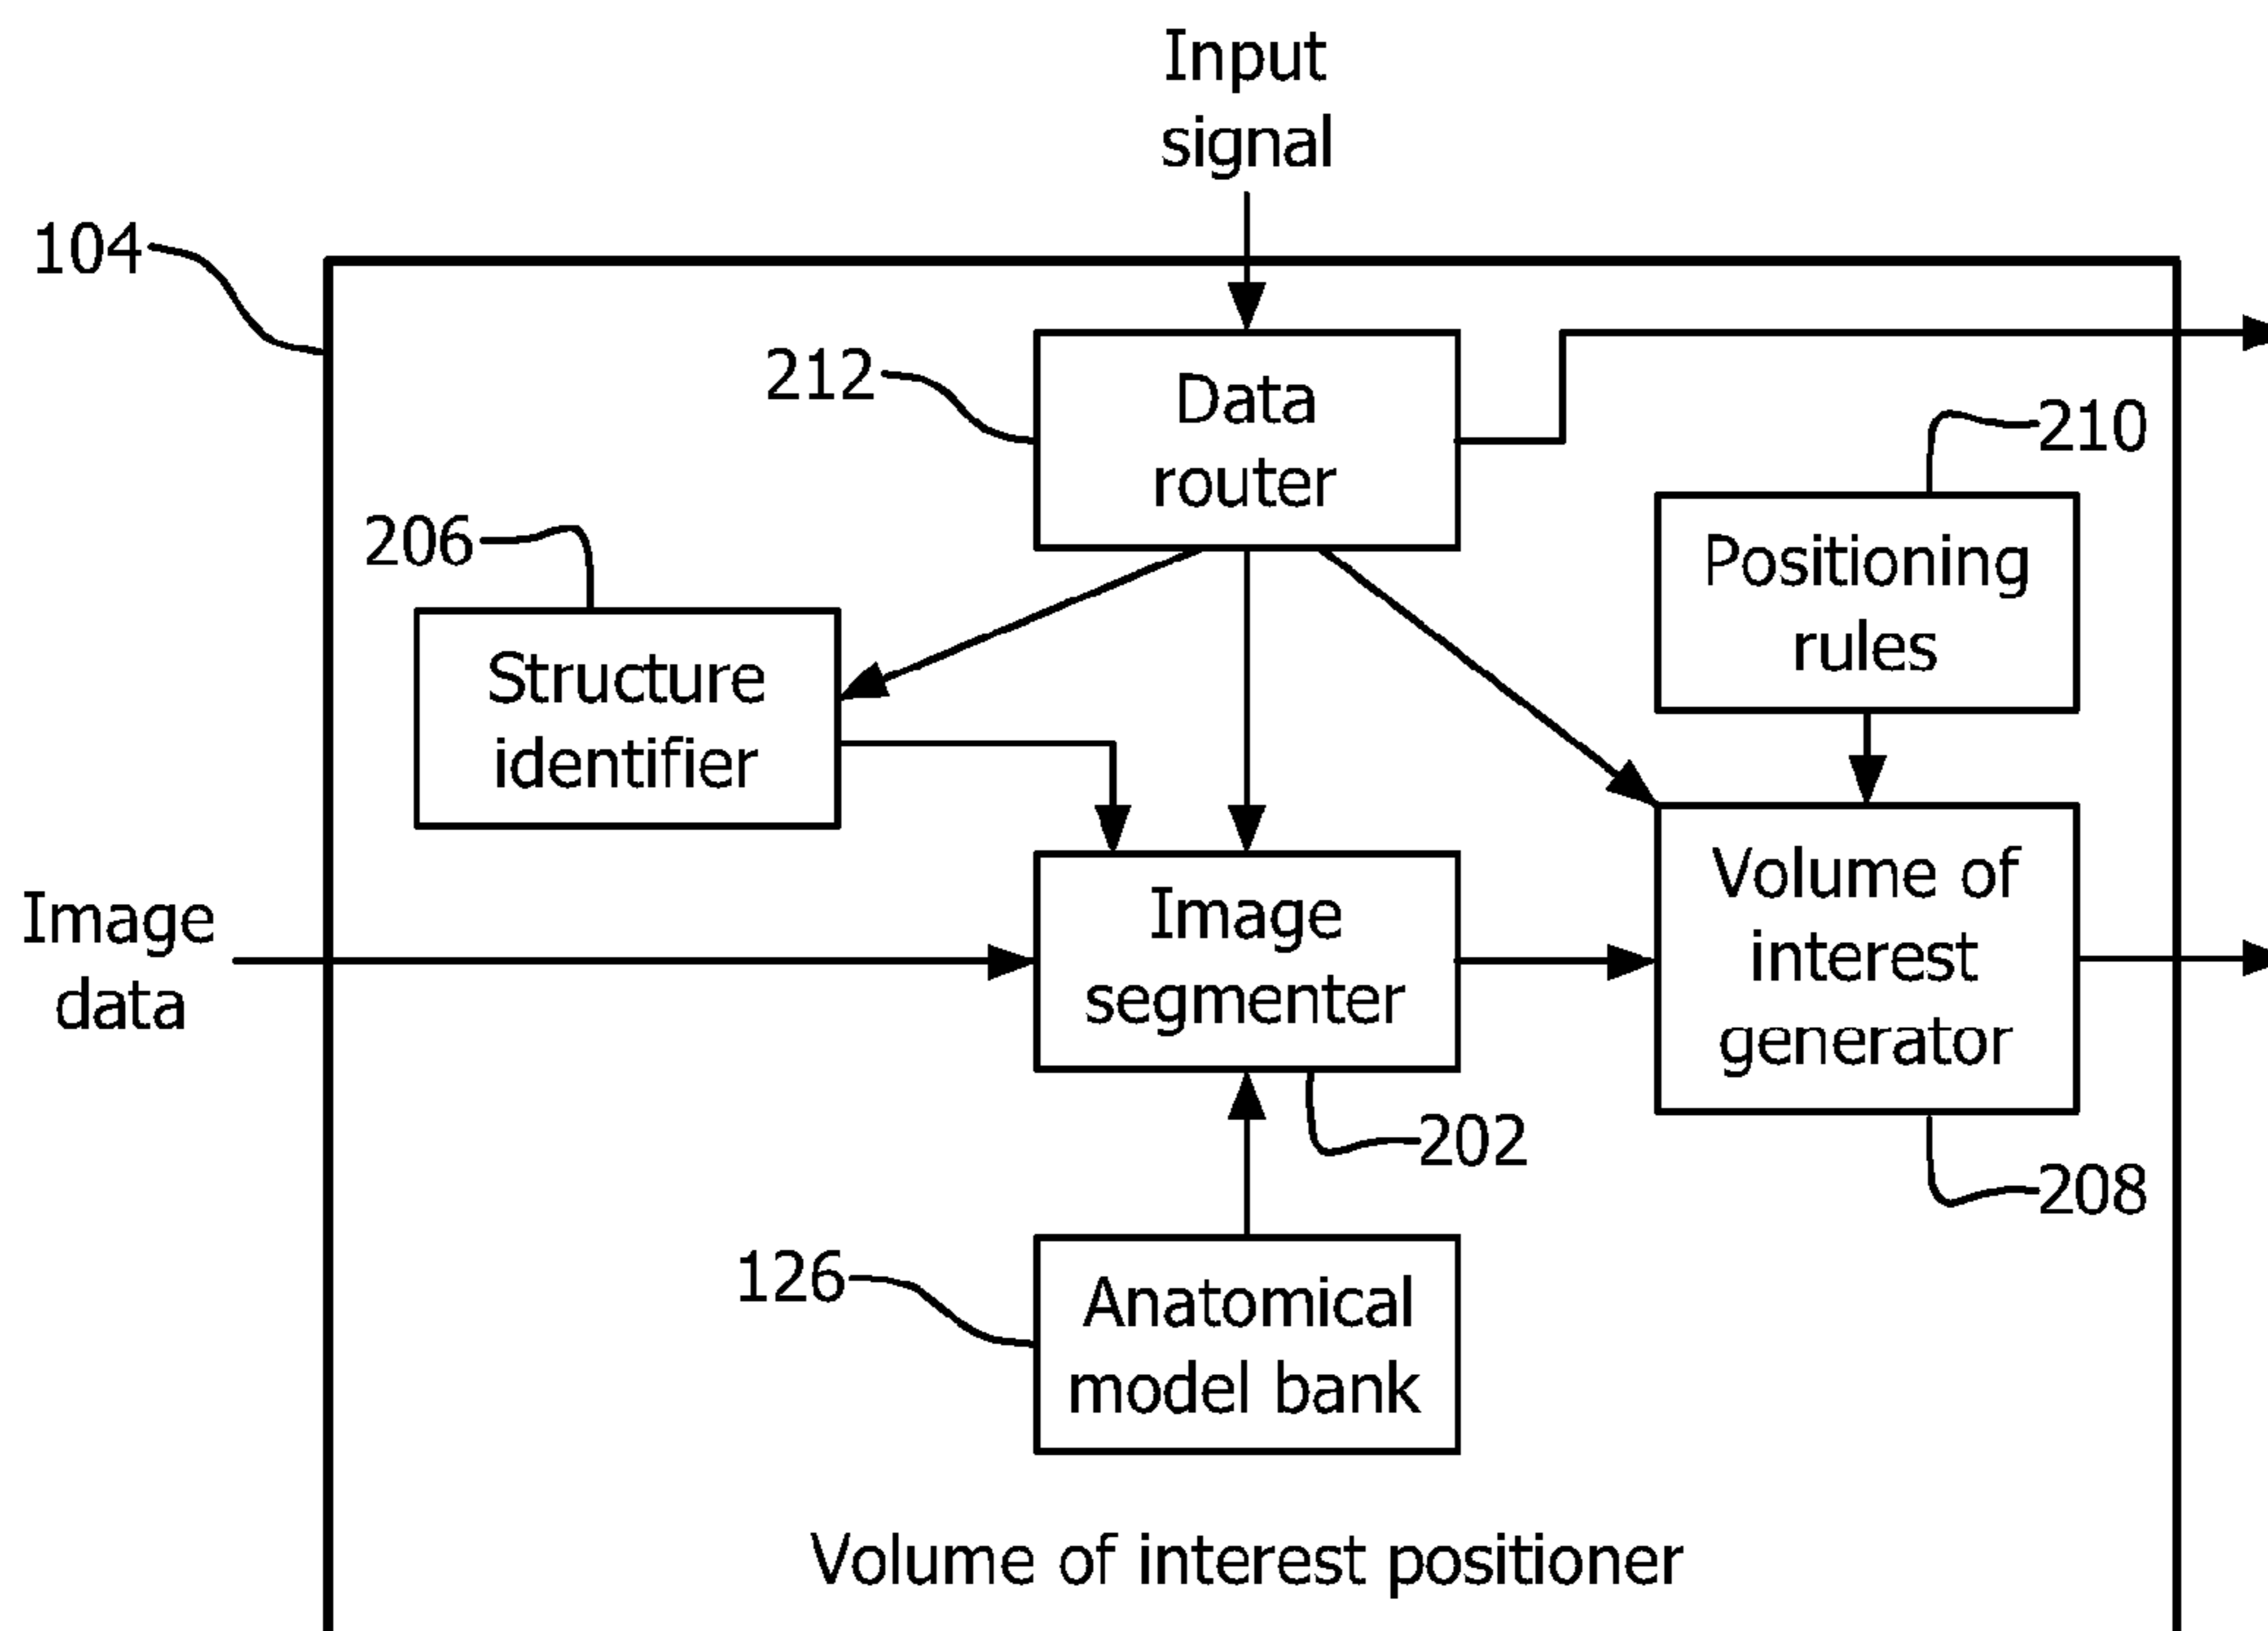 Input
signal
104
212
Data
router
210
206
Positioning
rules
Structure
identifier
Image
data
Image
segmenter
Volume of
interest
generator
202
208
126
Anatomical
model bank
Volume of interest positioner